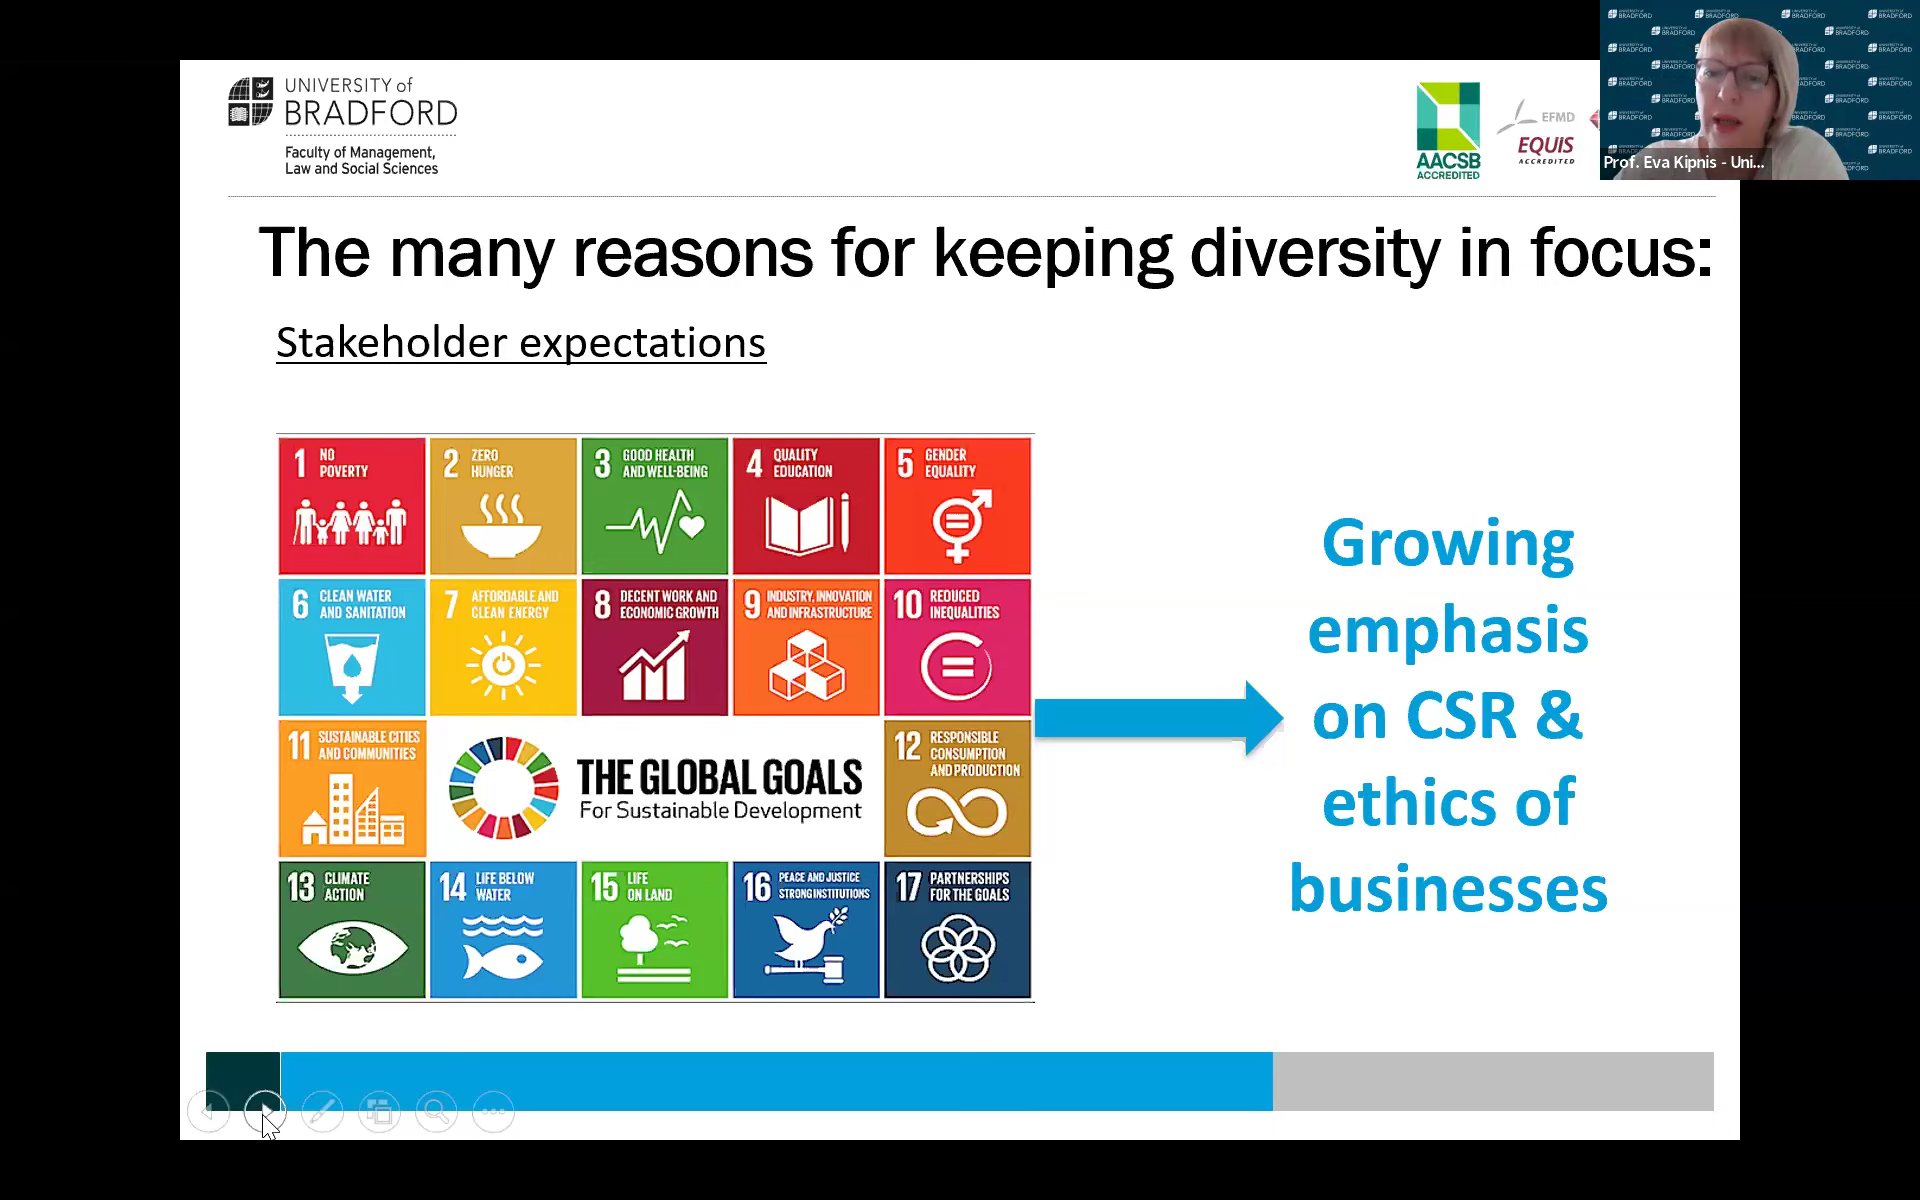 UNIVERSITY of
BRADFORD
Faculty of Management,
Law and Social Sciences
AACSB
ACCREDITED
EFMD
EQUIS
ACCREDITED
Prof. Eva Kipnis - Uni...
The many reasons for keeping diversity in focus:
Stakeholder expectations
1 NO
POVERTY
2 ZERO
HUNGER
3 GOOD HEALTH
AND WELL-BEING
4 QUALITY
EDUCATION
5 GENDER
EQUALITY
6 CLEAN WATER
AND SANITATION
7 AFFORDABLE AND
CLEAN ENERGY
8 DECENT WORK AND
ECONOMIC GROWTH
9 INDUSTRY, INNOVATION
AND INFRASTRUCTURE
10 REDUCED
INEQUALITIES
11 SUSTAINABLE CITIES
AND COMMUNITIES
THE GLOBAL GOALS
For Sustainable Development
12 RESPONSIBLE
CONSUMPTION
AND PRODUCTION
13 CLIMATE
ACTION
14 LIFE BELOW
WATER
15 LIFE
ON LAND
16 PEACE AND JUSTICE
STRONG INSTITUTIONS
17 PARTNERSHIPS
FOR THE GOALS
Growing
emphasis
on CSR &
ethics of
businesses